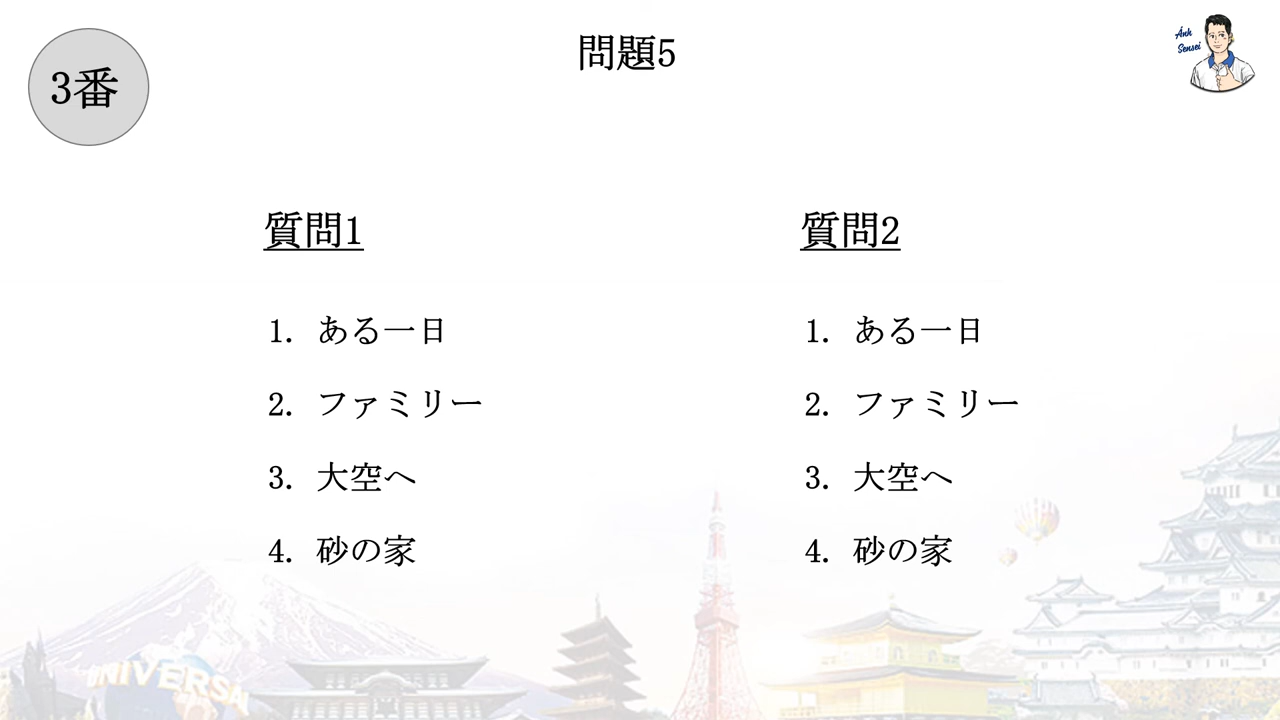 3番
問題5
Ánh
Sensei
質問1
1. ある一日
2. ファミリー
3. 大空へ
4. 砂の家
質問2
1. ある一日
2. ファミリー
3. 大空へ
4. 砂の家
UNIVERSAL